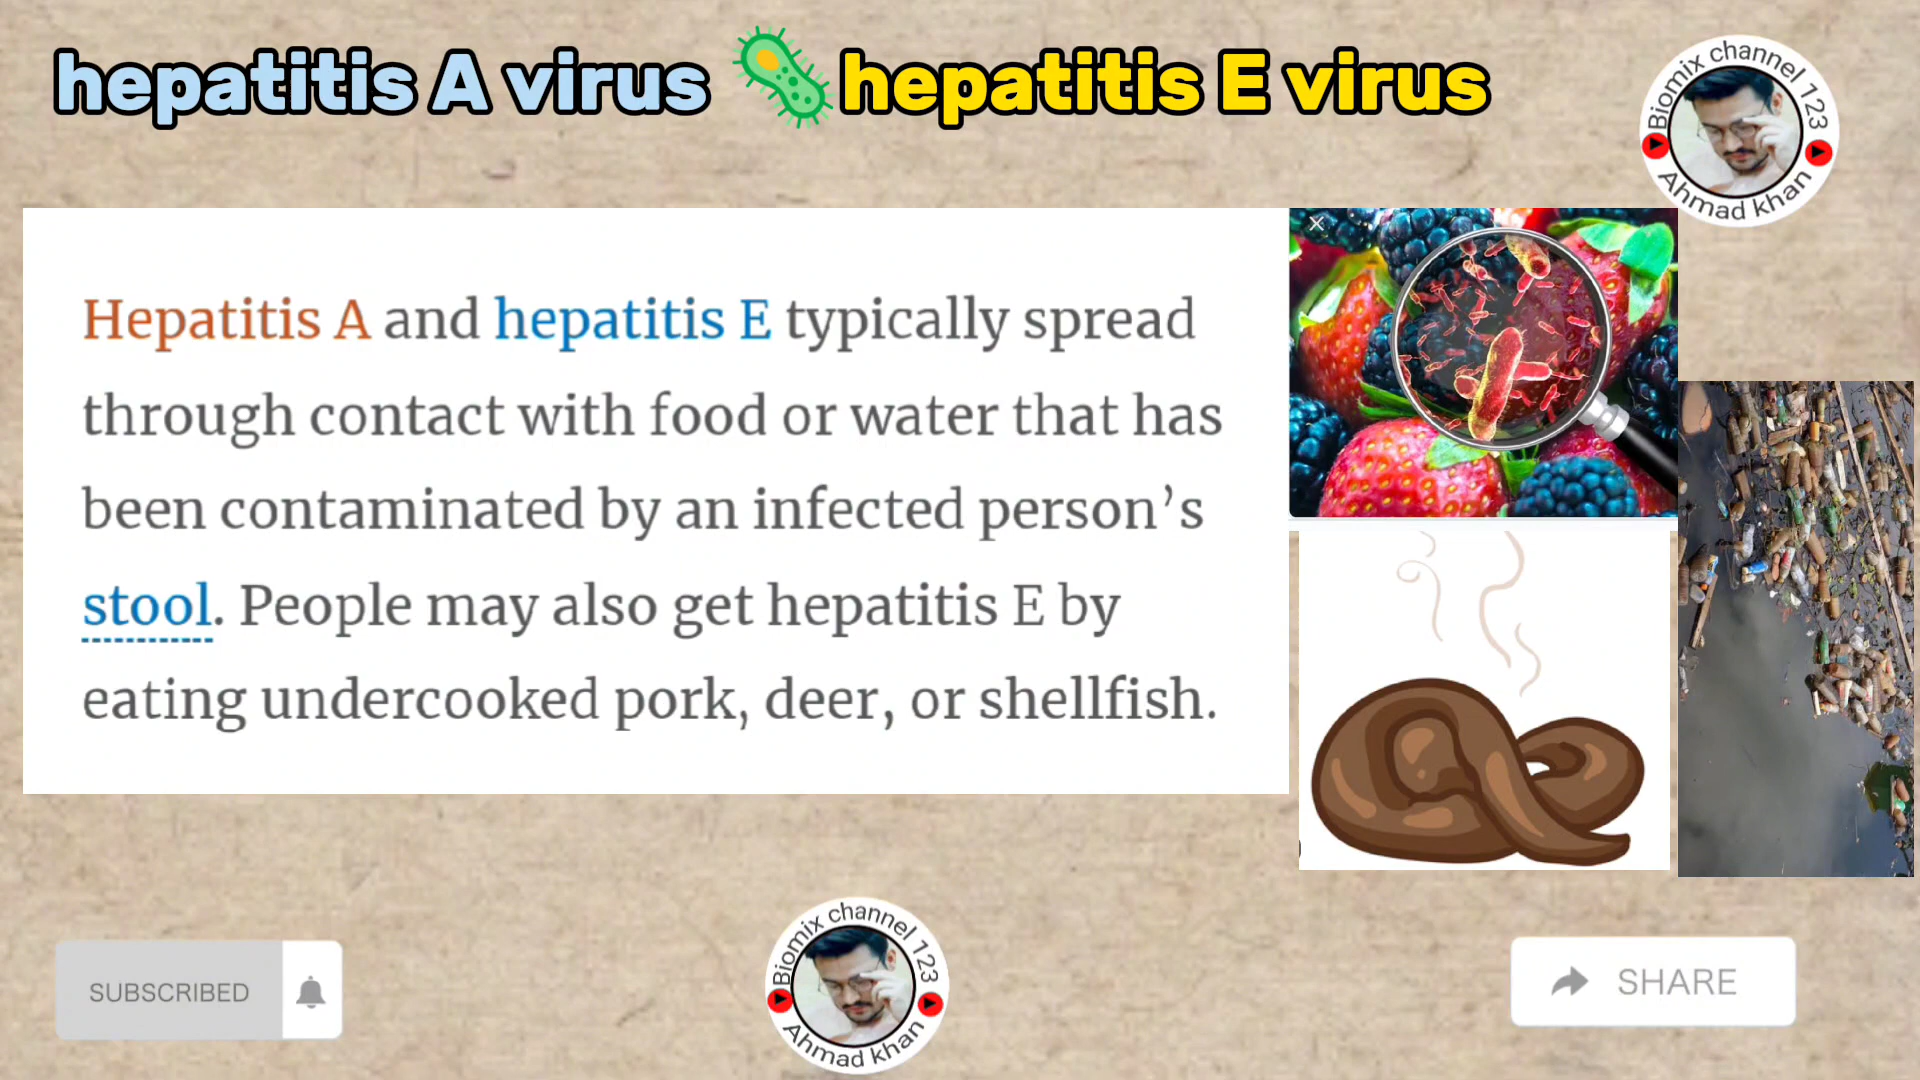 hepatitis A virus 🦠 hepatitis E virus
Biomix channel 123
Ahmad khan
Hepatitis A and hepatitis E typically spread
through contact with food or water that has
been contaminated by an infected person’s
stool. People may also get hepatitis E by
eating undercooked pork, deer, or shellfish.
SUBSCRIBED
Biomix channel 123
Ahmad khan
SHARE